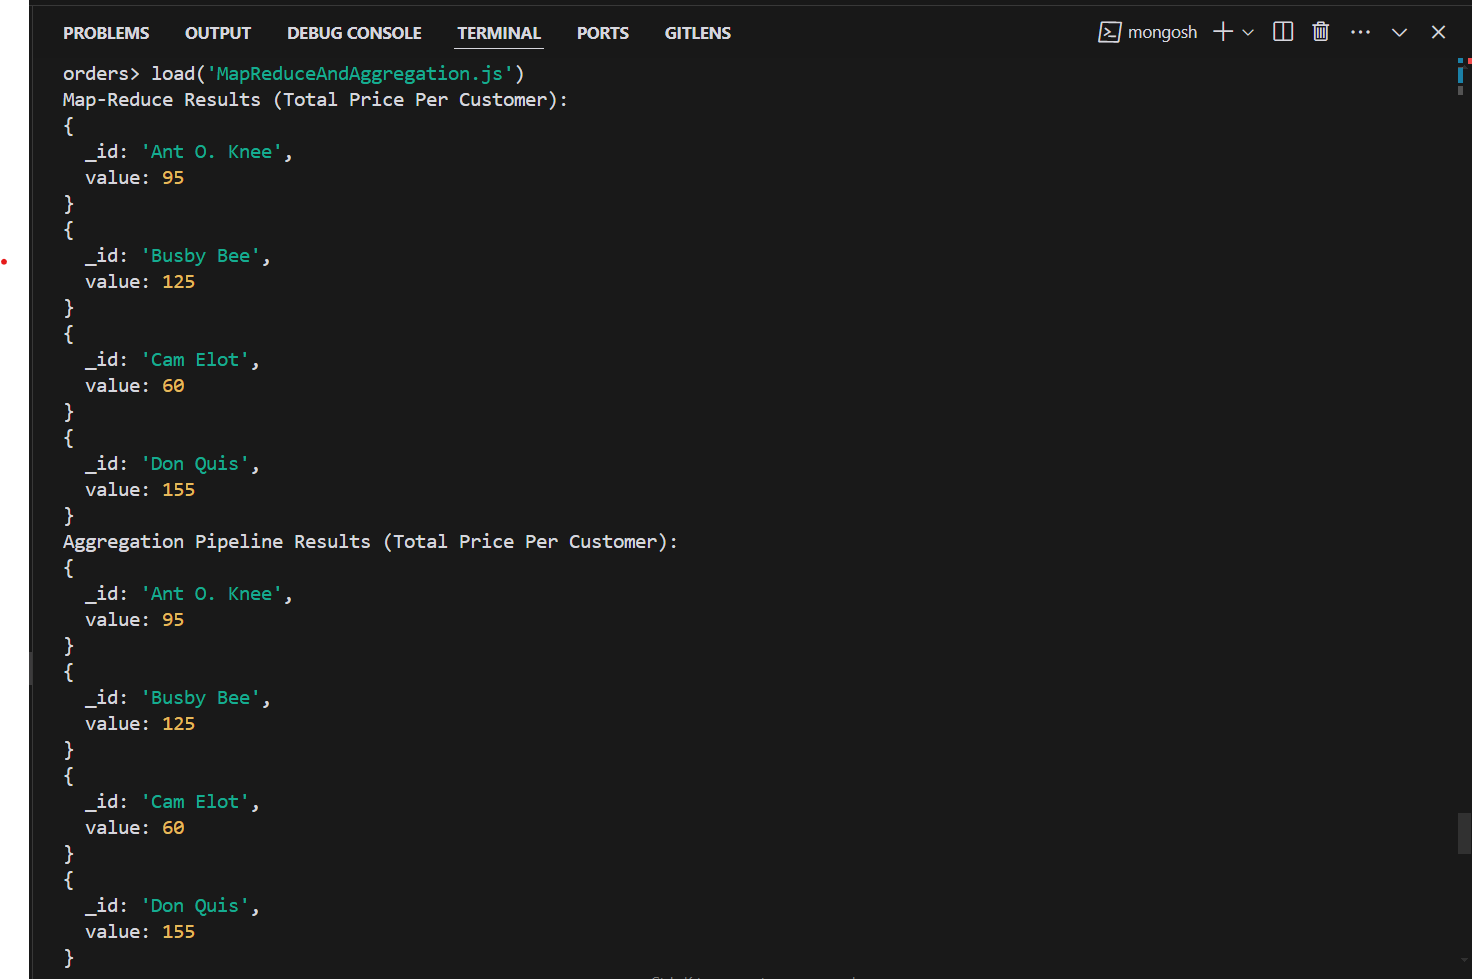 PROBLEMS OUTPUT DEBUG CONSOLE TERMINAL PORTS GITLENS mongosh
orders> load('MapReduceAndAggregation.js')
Map-Reduce Results (Total Price Per Customer):
{
  _id: 'Ant O. Knee',
  value: 95
}
{
  _id: 'Busby Bee',
  value: 125
}
{
  _id: 'Cam Elot',
  value: 60
}
{
  _id: 'Don Quis',
  value: 155
}
Aggregation Pipeline Results (Total Price Per Customer):
{
  _id: 'Ant O. Knee',
  value: 95
}
{
  _id: 'Busby Bee',
  value: 125
}
{
  _id: 'Cam Elot',
  value: 60
}
{
  _id: 'Don Quis',
  value: 155
}